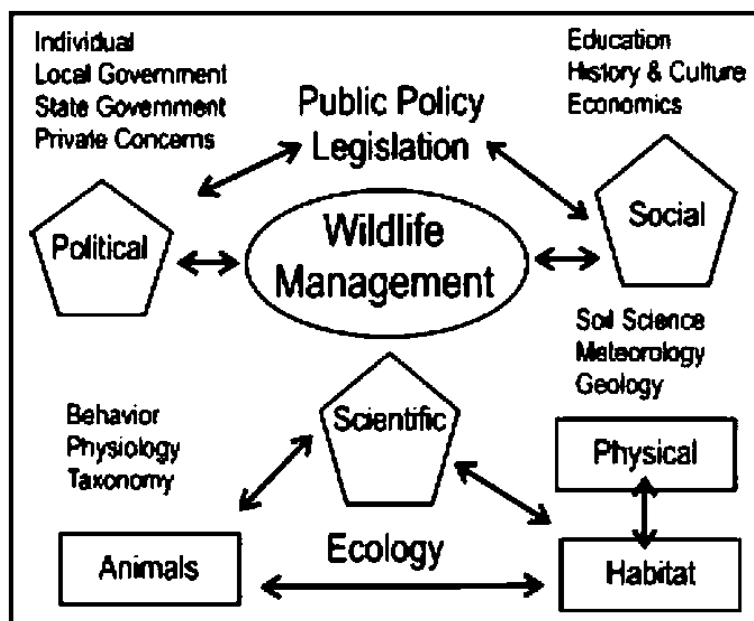 Individual
Local Government
State Government
Private Concerns
Education
History & Culture
Economics
Public Policy
Legislation
Political
Wildlife
Management
Social
Soil Science
Meteorology
Geology
Behavior
Physiology
Taxonomy
Scientific
Physical
Animals
Ecology
Habitat